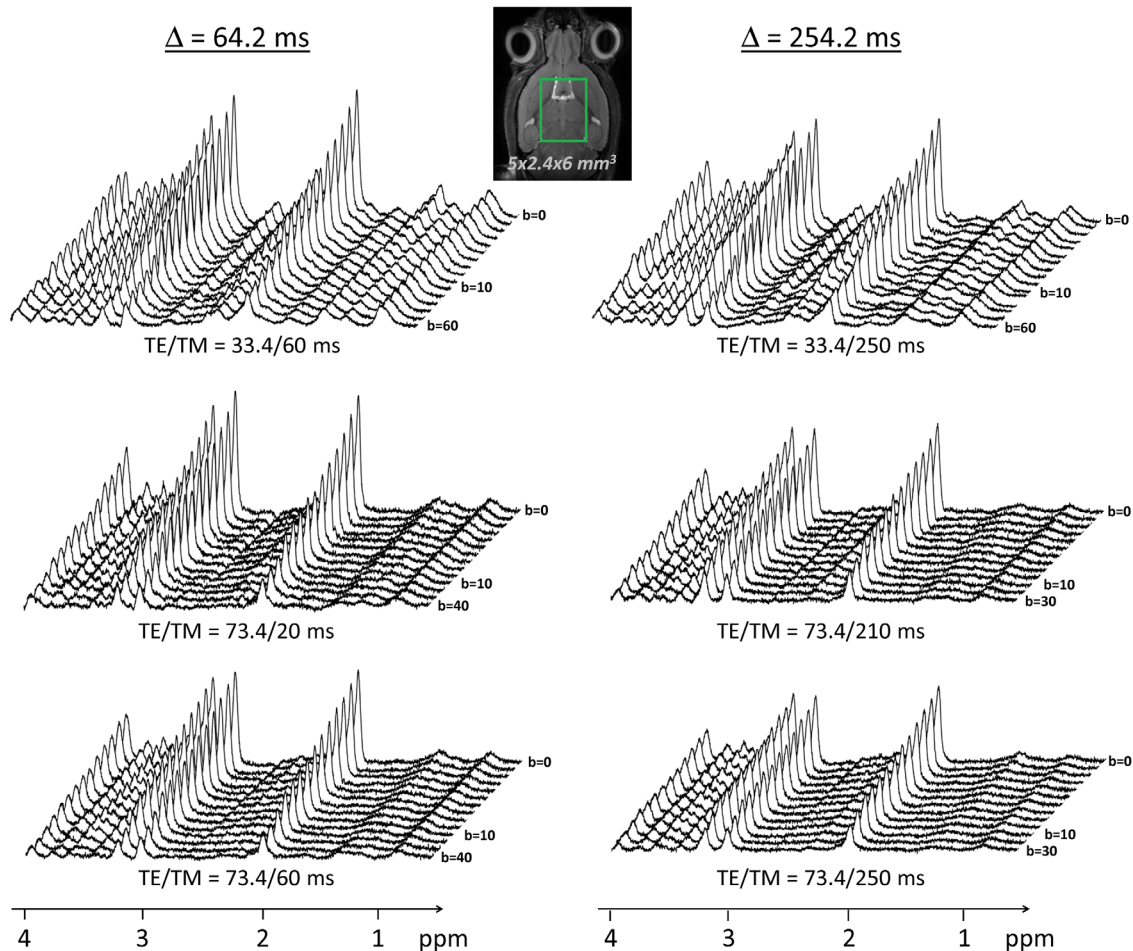 Δ = 64.2 ms
Δ = 254.2 ms
5x2.4x6 mm³
b=0
b=10
b=60
TE/TM = 33.4/60 ms
b=0
b=10
b=60
TE/TM = 33.4/250 ms
b=0
b=10
b=40
TE/TM = 73.4/20 ms
b=0
b=10
b=30
TE/TM = 73.4/210 ms
b=0
b=10
b=40
TE/TM = 73.4/60 ms
b=0
b=10
b=30
TE/TM = 73.4/250 ms
4 3 2 1 ppm
4 3 2 1 ppm